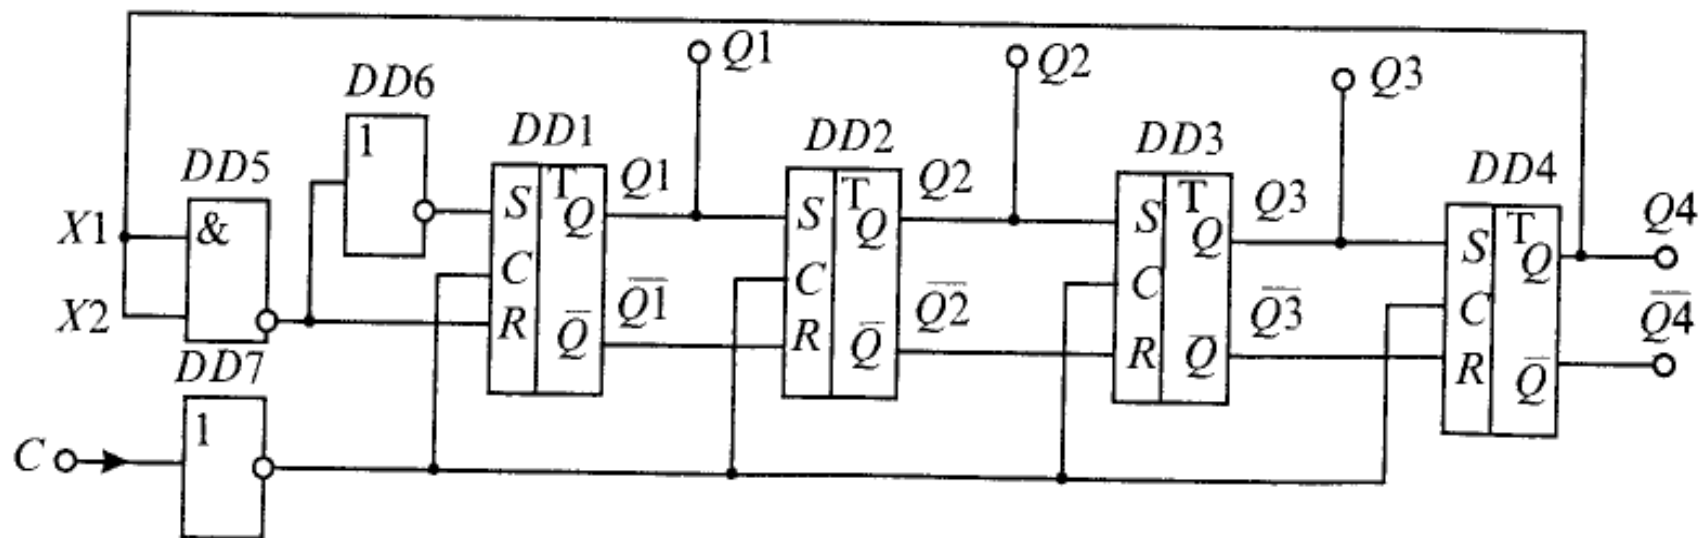 Q1
Q2
Q3
DD6
1
DD1
DD2
DD3
DD4
DD5
&
X1
X2
S T Q
C
R Q̅
Q1
Q̅1̅
S T Q
C
R Q̅
Q2
Q̅2̅
S T Q
C
R Q̅
Q3
Q̅3̅
S T Q
C
R Q̅
Q4
Q̅4̅
DD7
1
C